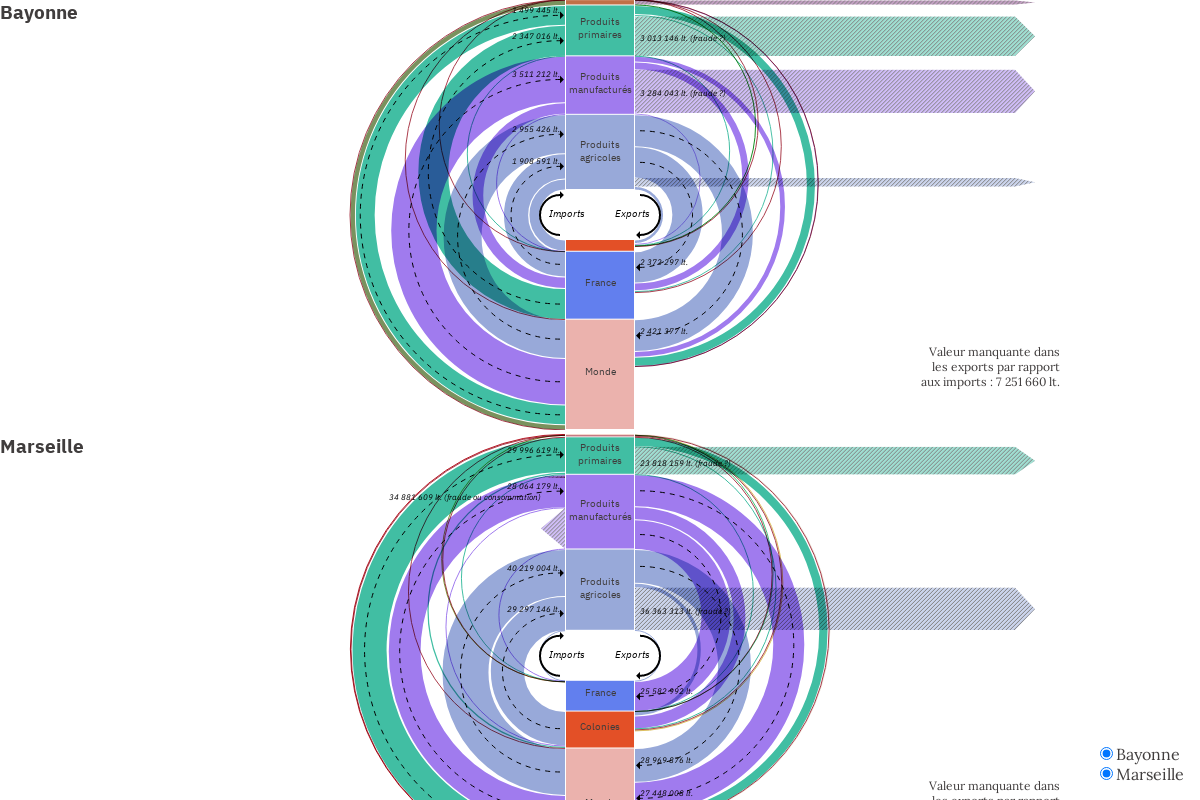 Bayonne
1 499 445 lt.
Produits
primaires
2 347 016 lt.
3 013 146 lt. (fraude ?)
3 511 212 lt.
Produits
manufacturés
3 284 043 lt. (fraude ?)
2 955 426 lt.
Produits
agricoles
1 908 591 lt.
Imports
Exports
2 372 297 lt.
France
2 421 377 lt.
Monde
Valeur manquante dans
les exports par rapport
aux imports : 7 251 660 lt.
Marseille
29 996 619 lt.
Produits
primaires
23 818 159 lt. (fraude ?)
28 064 179 lt.
34 881 609 lt. (fraude ou consommation)
Produits
manufacturés
40 219 004 lt.
Produits
agricoles
29 297 146 lt.
36 363 313 lt. (fraude ?)
Imports
Exports
France
25 582 992 lt.
Colonies
28 969 876 lt.
27 448 008 lt.
Valeur manquante dans
Bayonne
Marseille